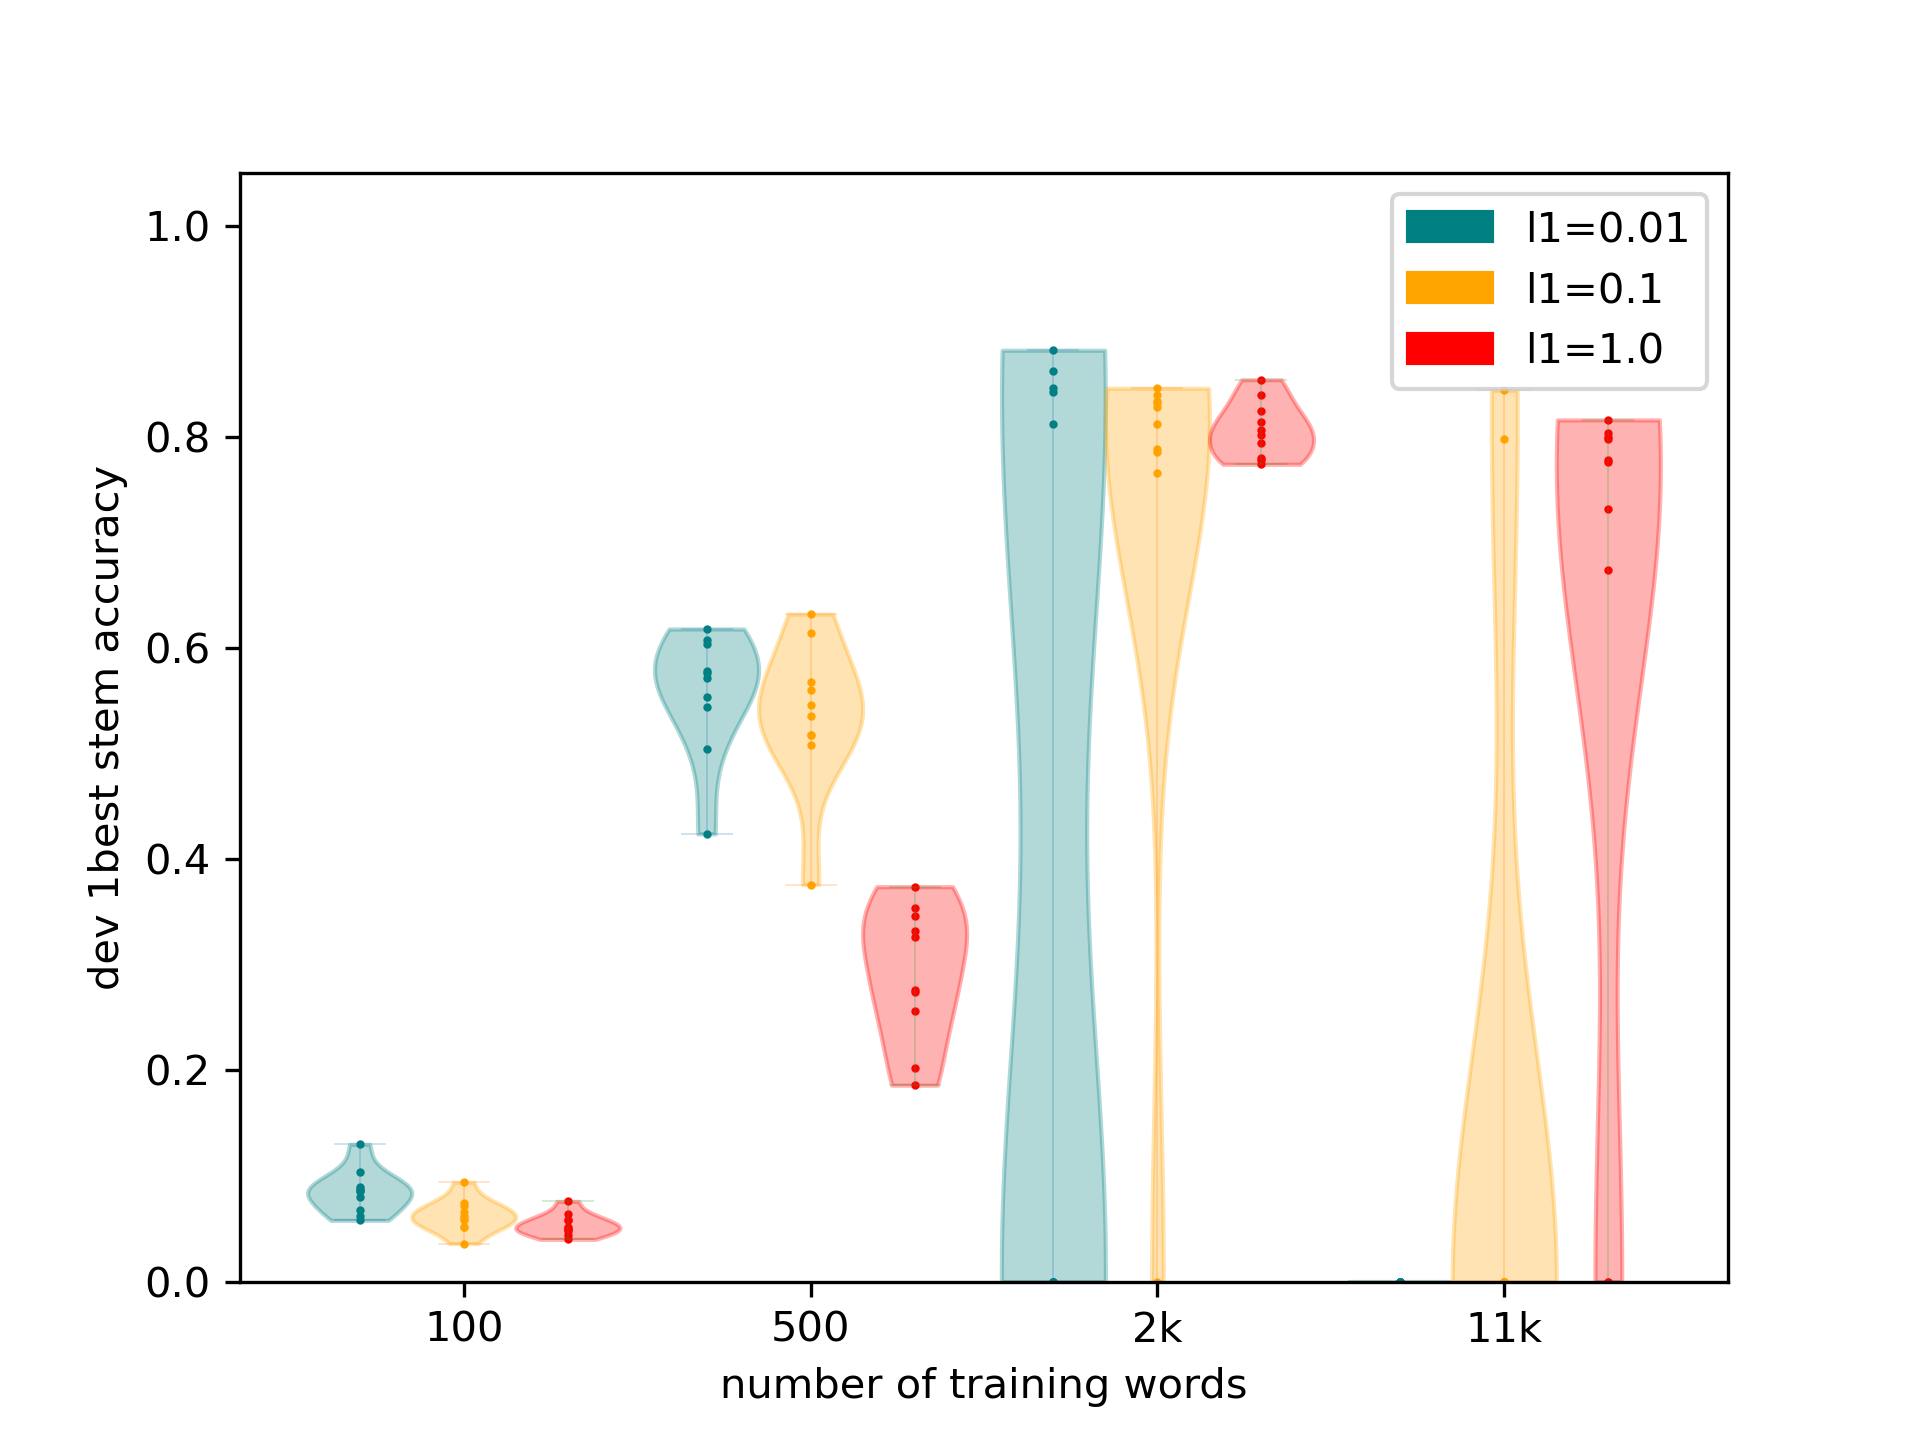 l1=0.01
l1=0.1
l1=1.0
1.0
0.8
0.6
0.4
0.2
0.0
dev 1best stem accuracy
100 500 2k 11k
number of training words